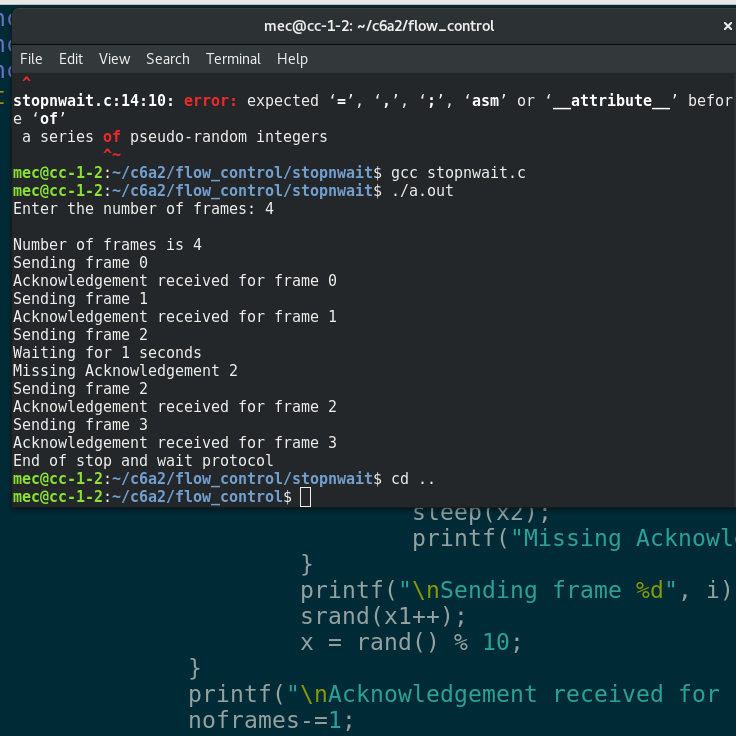 mec@cc-1-2: ~/c6a2/flow_control
File Edit View Search Terminal Help
^
stopnwait.c:14:10: error: expected ‘=’, ‘,’, ‘;’, ‘asm’ or ‘__attribute__’ befor
e ‘of’
a series of pseudo-random integers
^~
mec@cc-1-2:~/c6a2/flow_control/stopnwait$ gcc stopnwait.c
mec@cc-1-2:~/c6a2/flow_control/stopnwait$ ./a.out
Enter the number of frames: 4
Number of frames is 4
Sending frame 0
Acknowledgement received for frame 0
Sending frame 1
Acknowledgement received for frame 1
Sending frame 2
Waiting for 1 seconds
Missing Acknowledgement 2
Sending frame 2
Acknowledgement received for frame 2
Sending frame 3
Acknowledgement received for frame 3
End of stop and wait protocol
mec@cc-1-2:~/c6a2/flow_control/stopnwait$ cd ..
mec@cc-1-2:~/c6a2/flow_control$
sleep(x2);
printf("Missing Acknowl
}
printf("\nSending frame %d", i)
srand(x1++);
x = rand() % 10;
}
printf("\nAcknowledgement received for
noframes-=1;